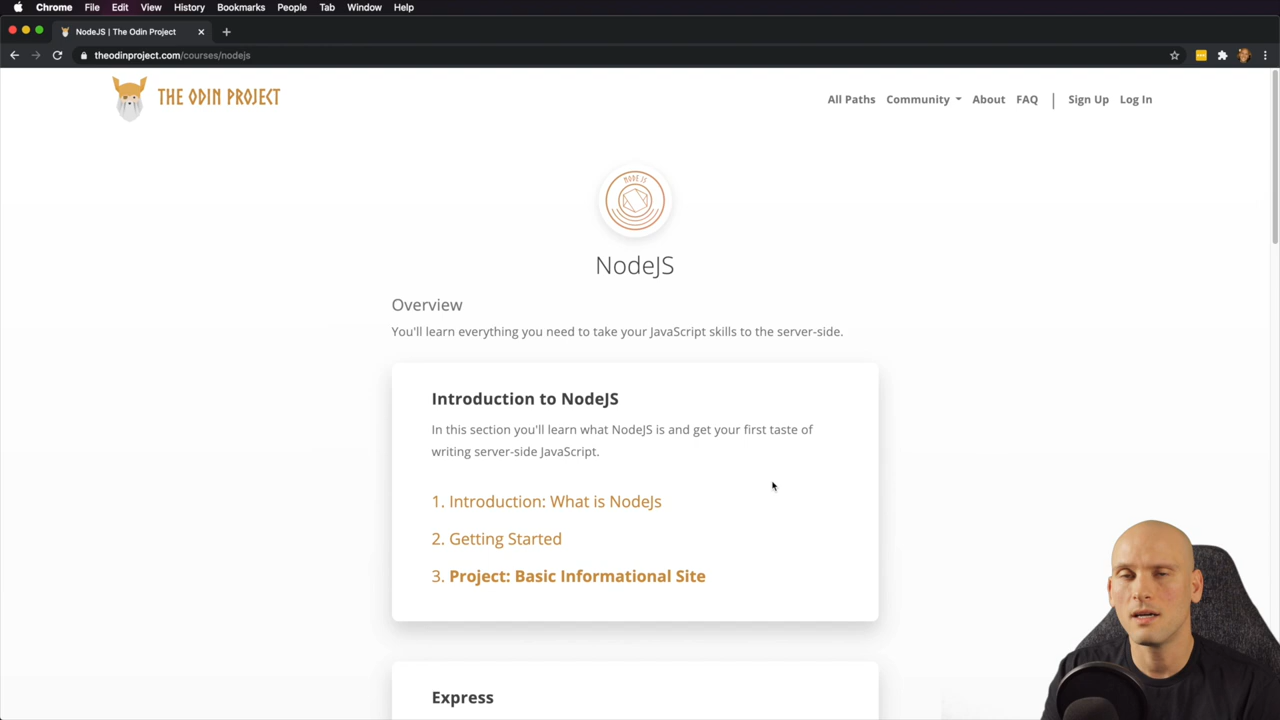 Chrome File Edit View History Bookmarks People Tab Window Help
NodeJS | The Odin Project
theodinproject.com/courses/nodejs
THE ODIN PROJECT
All Paths Community About FAQ | Sign Up Log In
NODE JS
NodeJS
Overview
You'll learn everything you need to take your JavaScript skills to the server-side.
Introduction to NodeJS
In this section you'll learn what NodeJS is and get your first taste of
writing server-side JavaScript.
1. Introduction: What is NodeJs
2. Getting Started
3. Project: Basic Informational Site
Express